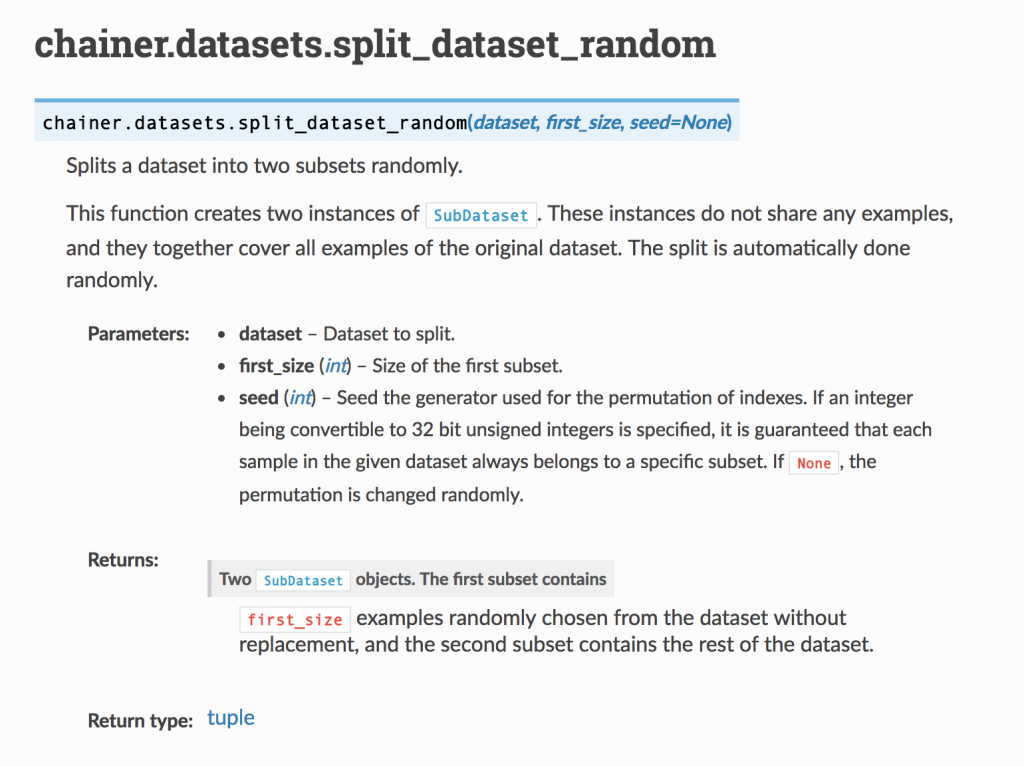 chainer.datasets.split_dataset_random
chainer.datasets.split_dataset_random(dataset, first_size, seed=None)
Splits a dataset into two subsets randomly.
This function creates two instances of SubDataset. These instances do not share any examples,
and they together cover all examples of the original dataset. The split is automatically done
randomly.
Parameters: • dataset – Dataset to split.
• first_size (int) – Size of the first subset.
• seed (int) – Seed the generator used for the permutation of indexes. If an integer
being convertible to 32 bit unsigned integers is specified, it is guaranteed that each
sample in the given dataset always belongs to a specific subset. If None, the
permutation is changed randomly.
Returns:
Two SubDataset objects. The first subset contains
first_size examples randomly chosen from the dataset without
replacement, and the second subset contains the rest of the dataset.
Return type: tuple